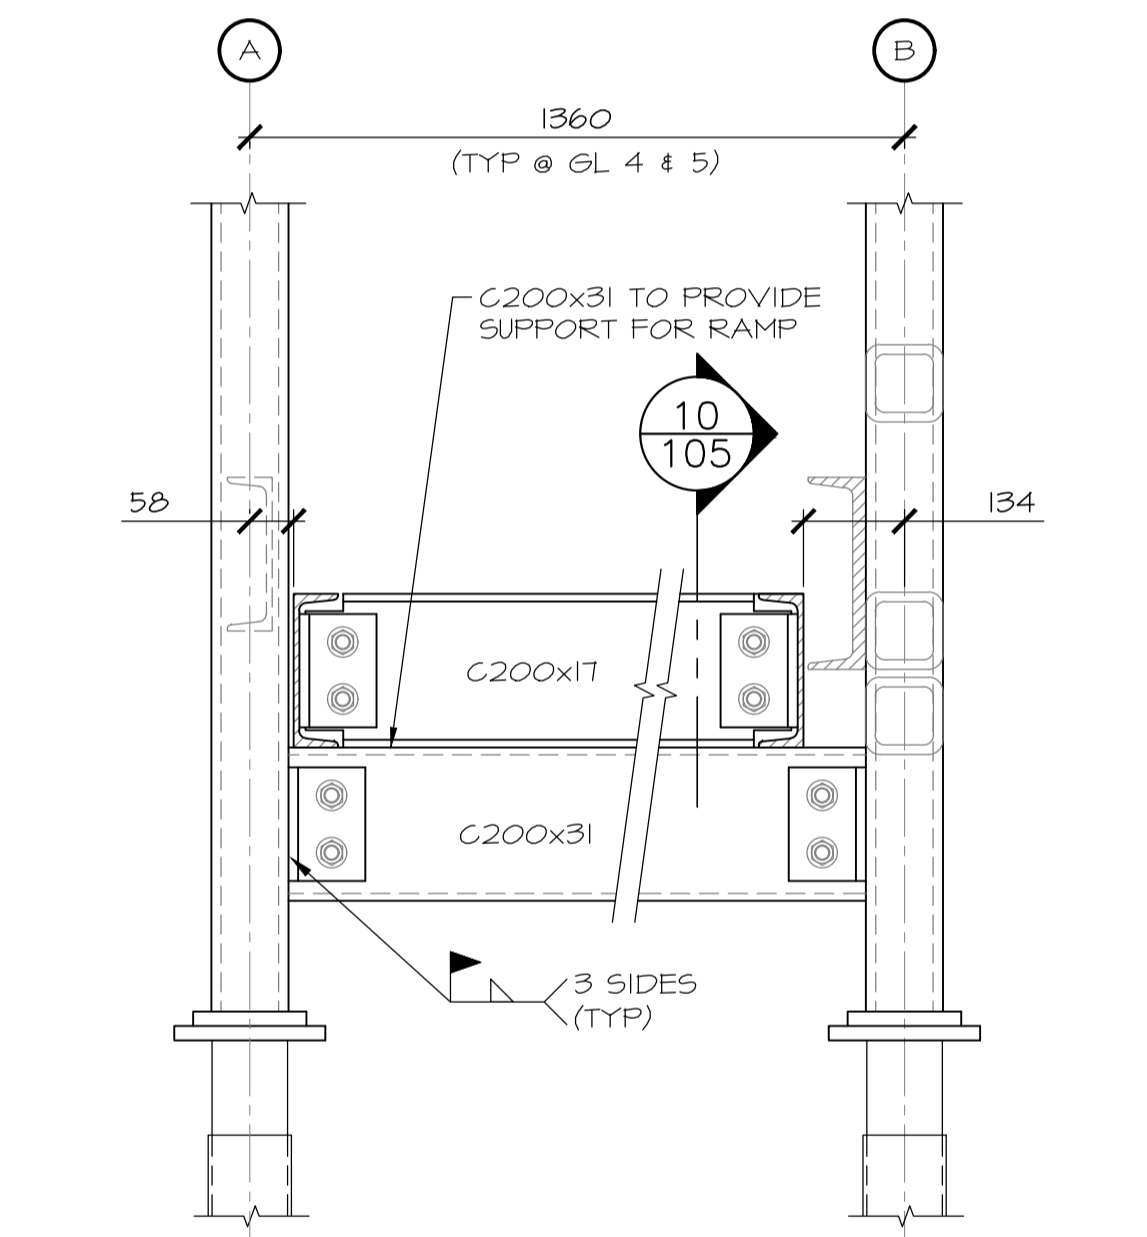 A
B
1360
(TYP @ GL 4 & 5)
C200x31 TO PROVIDE
SUPPORT FOR RAMP
10
105
58
134
C200x17
C200x31
3 SIDES
(TYP)